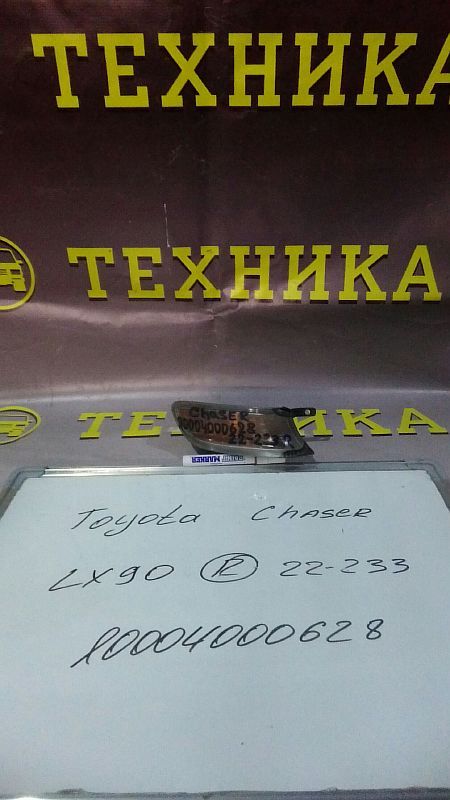 ТЕХНИКА
ТЕХНИКА
ТЕХНИКА
Chaser
10004000628
22-233
MARKER
Toyota Chaser
LX90 R 22-233
10004000628